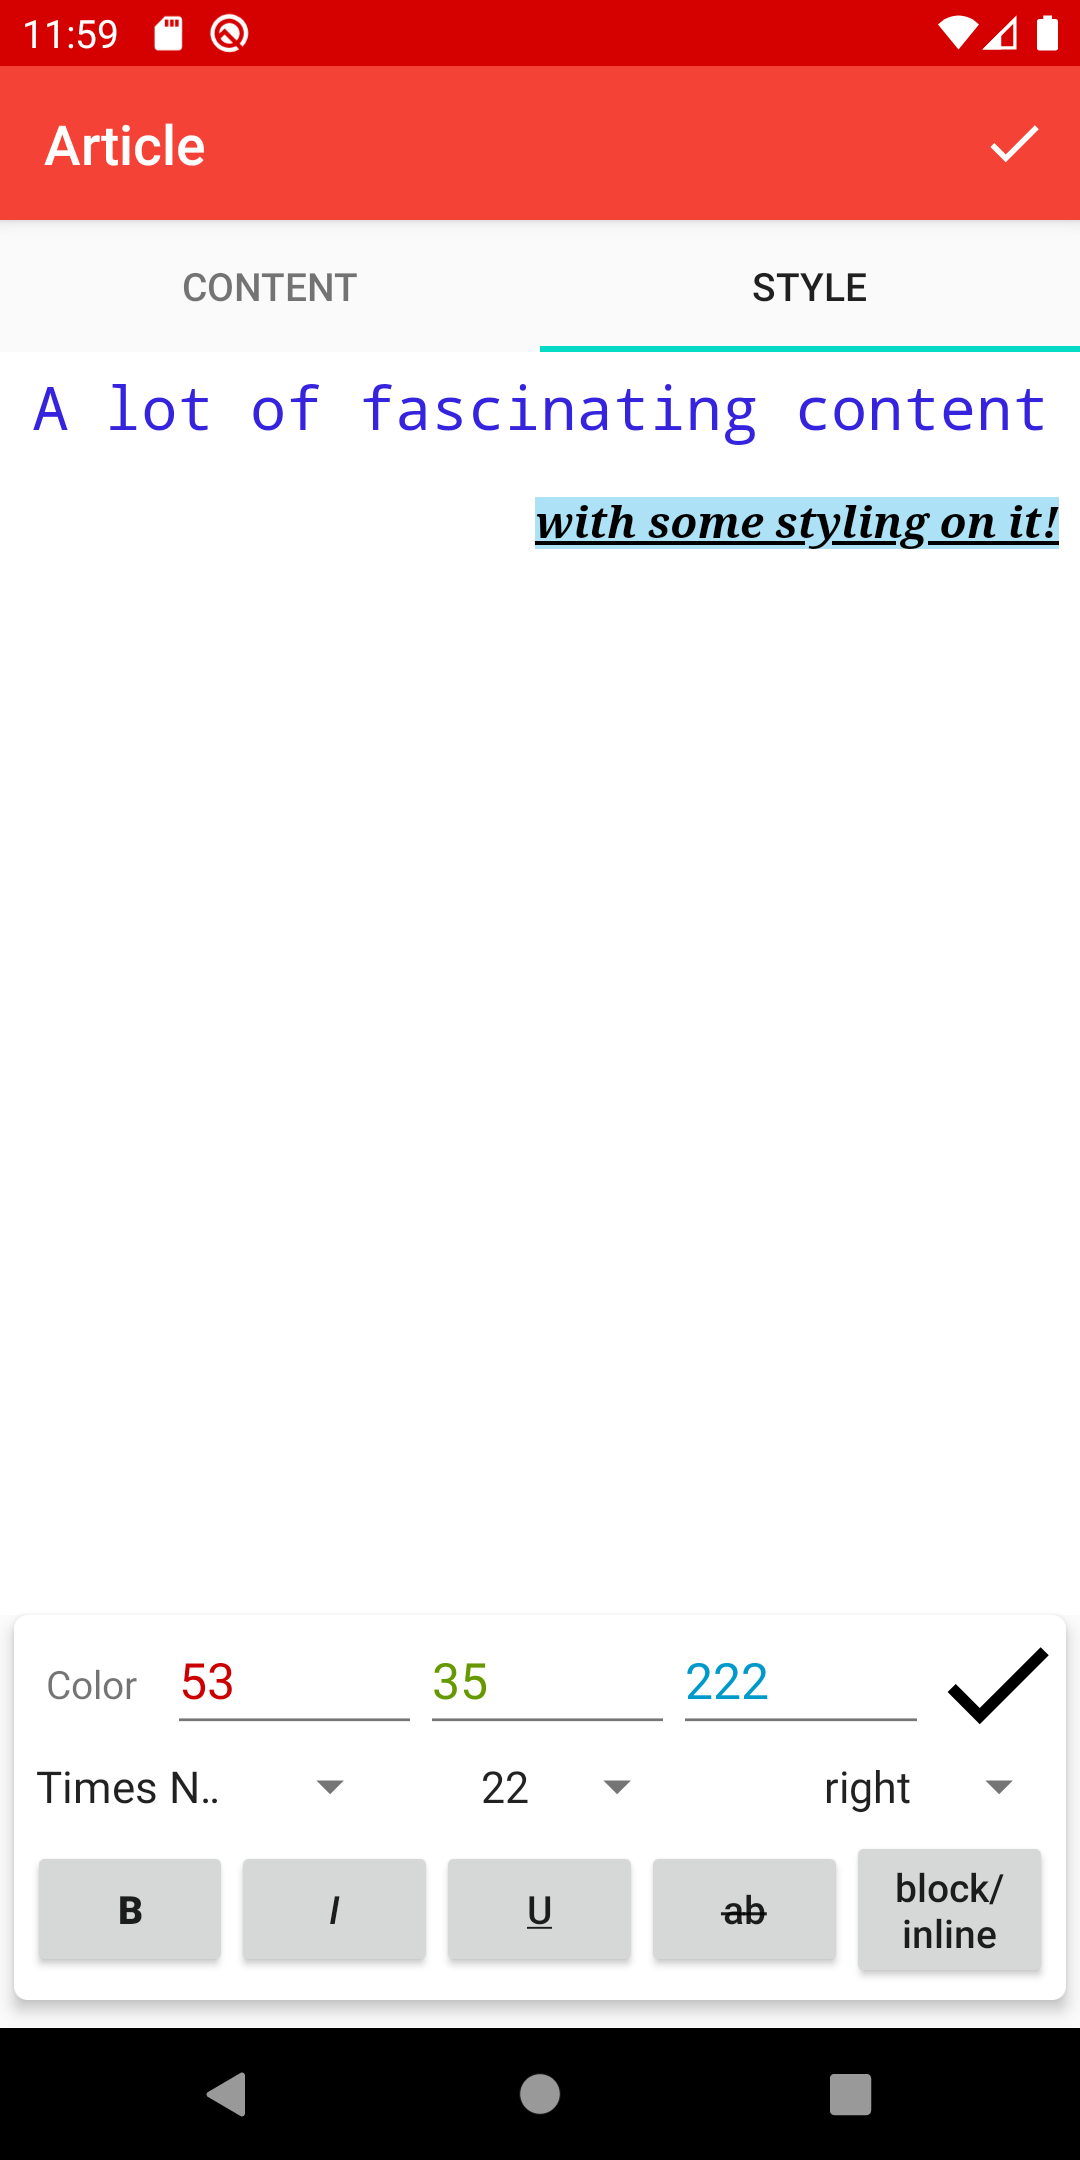 11:59
Article
CONTENT STYLE
A lot of fascinating content
with some styling on it!
Color 53 35 222
Times N.. 22 right
B I U ab block/
inline